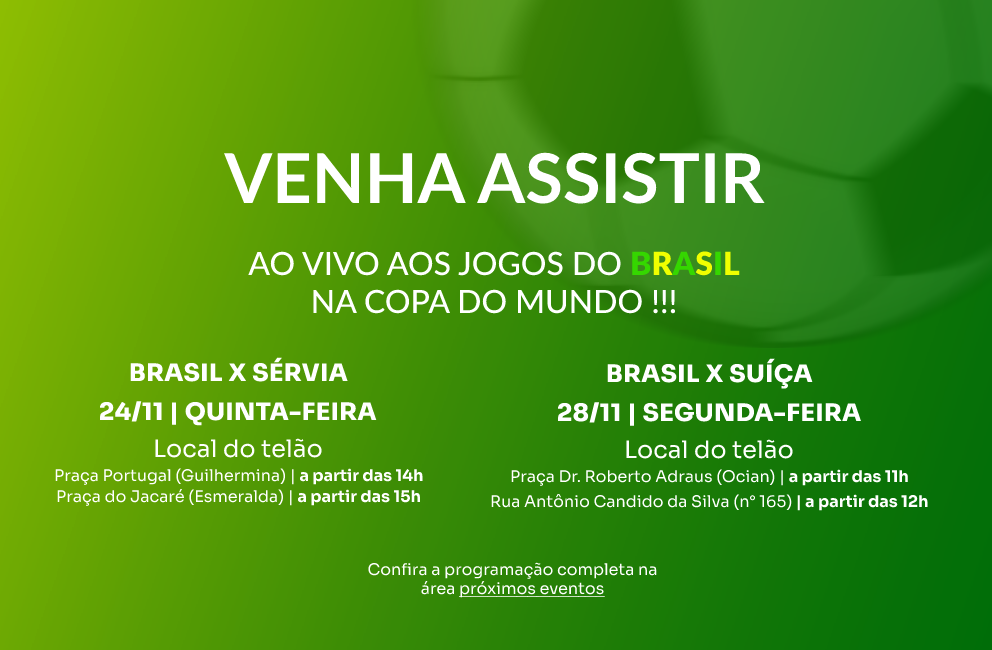 VENHA ASSISTIR
AO VIVO AOS JOGOS DO BRASIL
NA COPA DO MUNDO !!!
BRASIL X SÉRVIA
24/11 | QUINTA-FEIRA
Local do telão
Praça Portugal (Guilhermina) | a partir das 14h
Praça do Jacaré (Esmeralda) | a partir das 15h
BRASIL X SUÍÇA
28/11 | SEGUNDA-FEIRA
Local do telão
Praça Dr. Roberto Adraus (Ocian) | a partir das 11h
Rua Antônio Candido da Silva (n° 165) | a partir das 12h
Confira a programação completa na
área próximos eventos